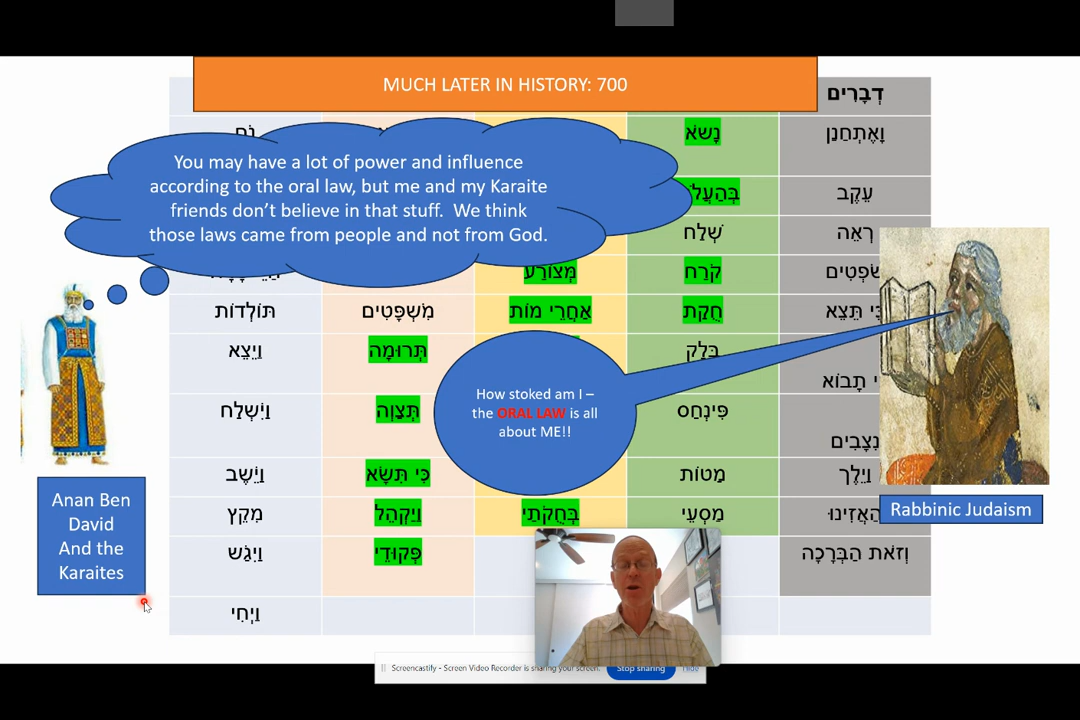 MUCH LATER IN HISTORY: 700
דְבָרִים
You may have a lot of power and influence
according to the oral law, but me and my Karaite
friends don’t believe in that stuff.  We think
those laws came from people and not from God.
נָשֹׂא
וָאֶתְחַנַּן
עֵקֶב
שְׁלַח
רְאֵה
מְּצוֹרָע
קֹרַח
שֹׁפְטִים
תּוֹלְדוֹת
מִּשְׁפָּטִים
אַחֲרֵי מוֹת
חֻקַּת
תֵּצֵא
וַיֵּצֵא
תְּרוּמָה
בָּלָק
תָבוֹא
How stoked am I –
the ORAL LAW is all
about ME!!
וַיִּשְׁלַח
תְּצַוֶּה
פִּינְחָס
נִצָּבִים
וַיֵּשֶׁב
כִּי תִשָּׂא
מַטּוֹת
וַיֵּלֶךְ
מִקֵּץ
וַיַּקְהֵל
בְּחֻקֹּתַי
מַסְעֵי
הַאֲזִינוּ
וַיִּגַּשׁ
פְקוּדֵי
וְזֹאת הַבְּרָכָה
וַיְחִי
Anan Ben
David
And the
Karaites
Rabbinic Judaism
Screencastify - Screen Video Recorder is sharing your screen.
Stop sharing
Hide